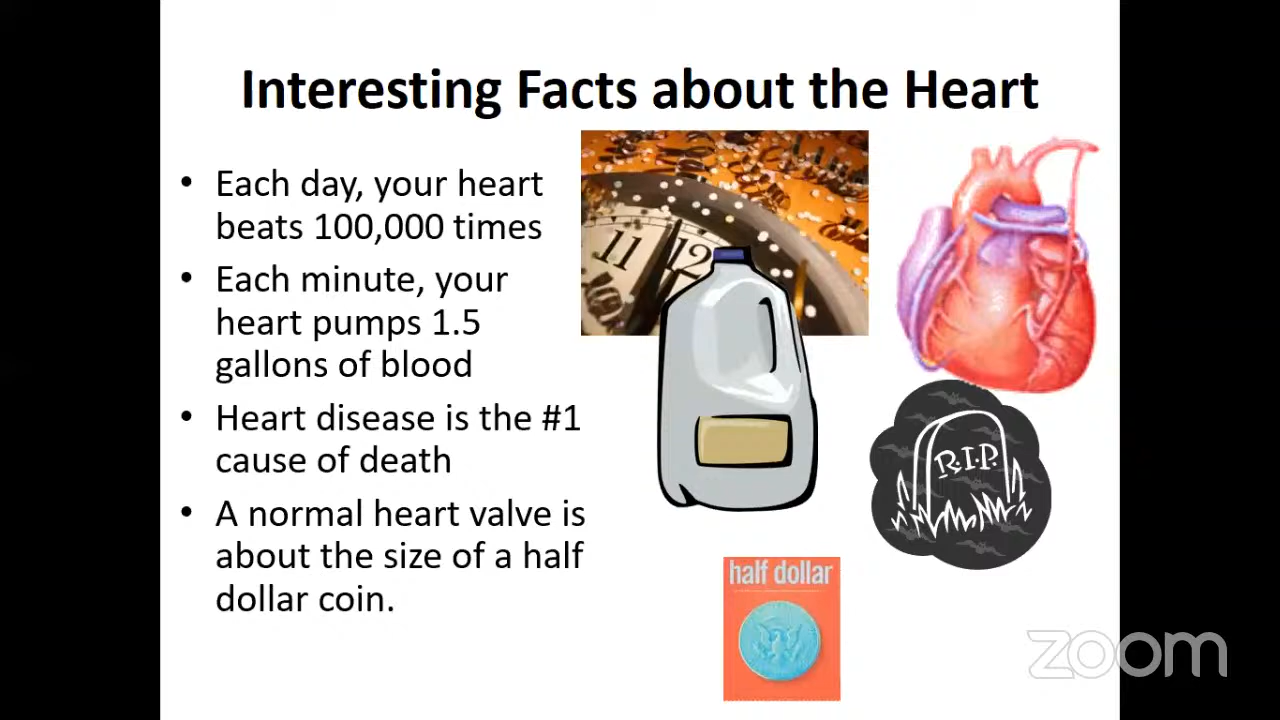 Interesting Facts about the Heart
• Each day, your heart
beats 100,000 times
• Each minute, your
heart pumps 1.5
gallons of blood
• Heart disease is the #1
cause of death
• A normal heart valve is
about the size of a half
dollar coin.
11 12
R.I.P.
half dollar
zoom